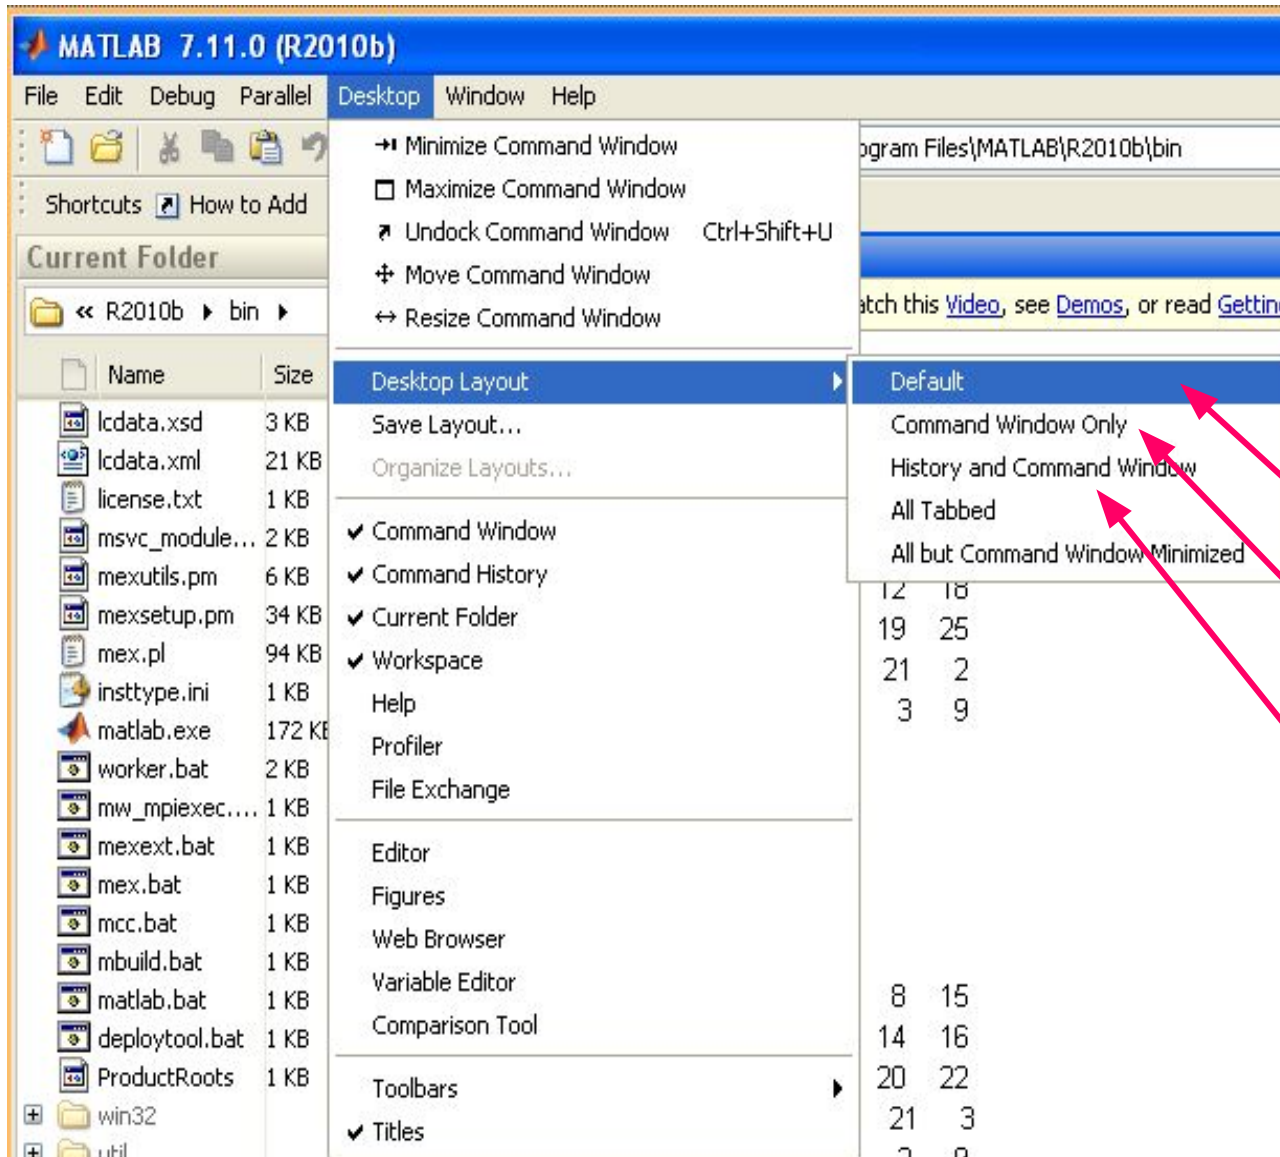 MATLAB 7.11.0 (R2010b)
File Edit Debug Parallel Desktop Window Help
ogram Files\MATLAB\R2010b\bin
Shortcuts How to Add
Current Folder
« R2010b bin
Name Size
lcdata.xsd 3 KB
lcdata.xml 21 KB
license.txt 1 KB
msvc_module... 2 KB
mexutils.pm 6 KB
mexsetup.pm 34 KB
mex.pl 94 KB
insttype.ini 1 KB
matlab.exe 172 KB
worker.bat 2 KB
mw_mpiexec.... 1 KB
mexext.bat 1 KB
mex.bat 1 KB
mcc.bat 1 KB
mbuild.bat 1 KB
matlab.bat 1 KB
deploytool.bat 1 KB
ProductRoots 1 KB
win32
util
Minimize Command Window
Maximize Command Window
Undock Command Window Ctrl+Shift+U
Move Command Window
Resize Command Window
Desktop Layout
Save Layout...
Organize Layouts...
Command Window
Command History
Current Folder
Workspace
Help
Profiler
File Exchange
Editor
Figures
Web Browser
Variable Editor
Comparison Tool
Toolbars
Titles
atch this Video, see Demos, or read Gettin
Default
Command Window Only
History and Command Window
All Tabbed
All but Command Window Minimized
12 18
19 25
21 2
3 9
8 15
14 16
20 22
21 3
2 9